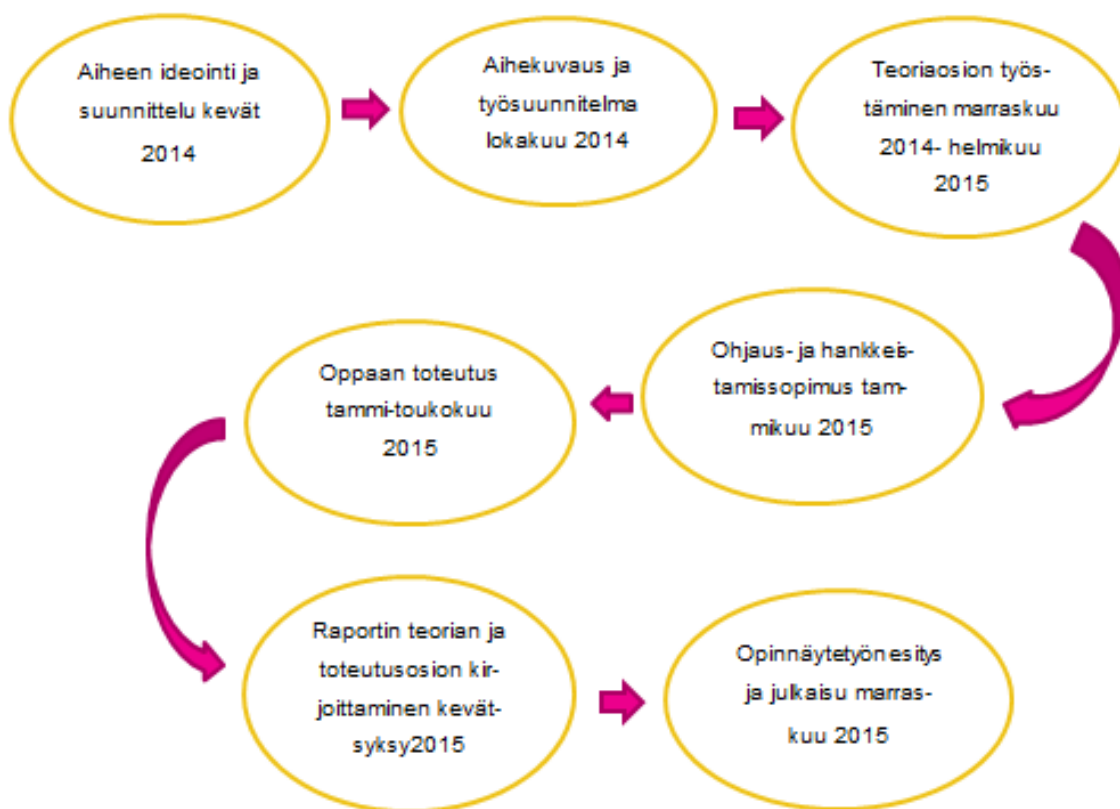 Aiheen ideointi ja
suunnittelu kevät
2014
Aihekuvaus ja
työsuunnitelma
lokakuu 2014
Teoriaosion työs-
täminen marraskuu
2014- helmikuu
2015
Ohjaus- ja hankkeis-
tamissopimus tam-
mikuu 2015
Oppaan toteutus
tammi-toukokuu
2015
Raportin teorian ja
toteutusosion kir-
joittaminen kevät-
syksy2015
Opinnäytetyön esitys
ja julkaisu marras-
kuu 2015